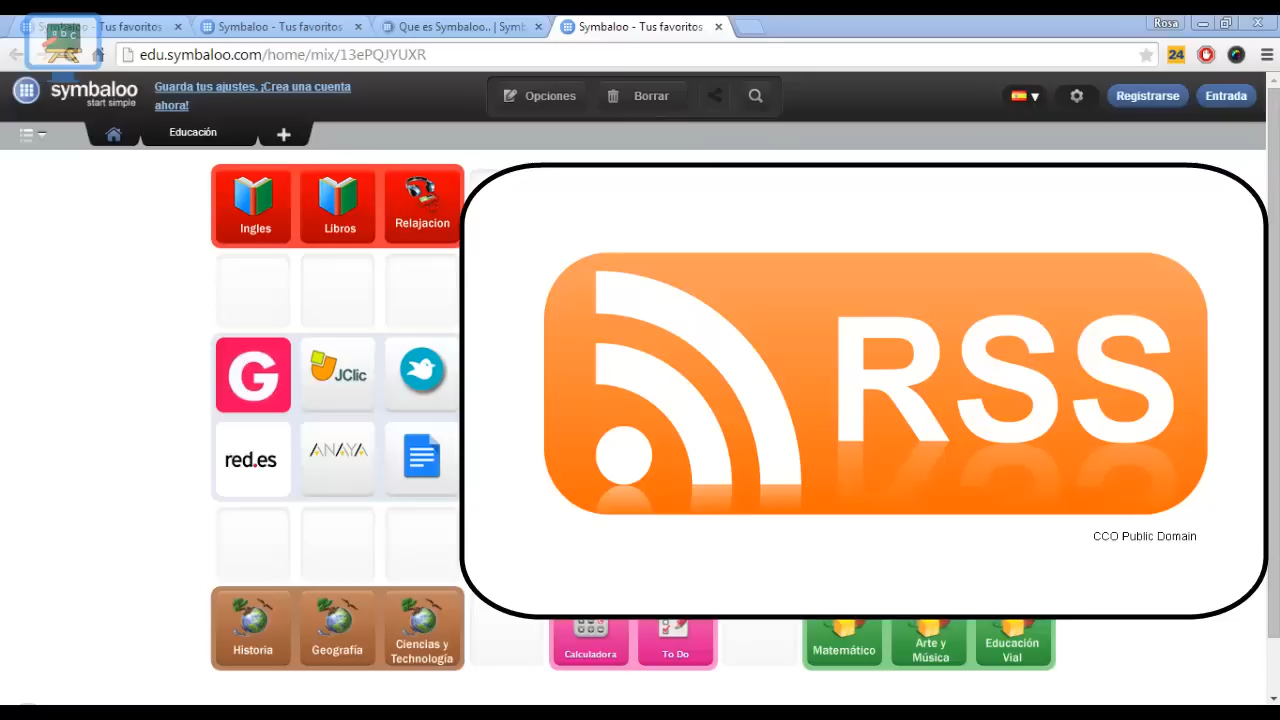 Symbaloo - Tus favoritos
Symbaloo - Tus favoritos
Que es Symbaloo.. | Symb
Symbaloo - Tus favoritos
Rosa
edu.symbaloo.com/home/mix/13ePQJYUXR
24
symbaloo
start simple
Guarda tus ajustes. ¡Crea una cuenta
ahora!
Opciones
Borrar
Registrarse
Entrada
Educación
Ingles
Libros
Relajacion
RSS
G
JClic
red.es
ANAYA
CCO Public Domain
Historia
Geografía
Ciencias y
Technología
Calculadora
To Do
Matemático
Arte y
Música
Educación
Vial